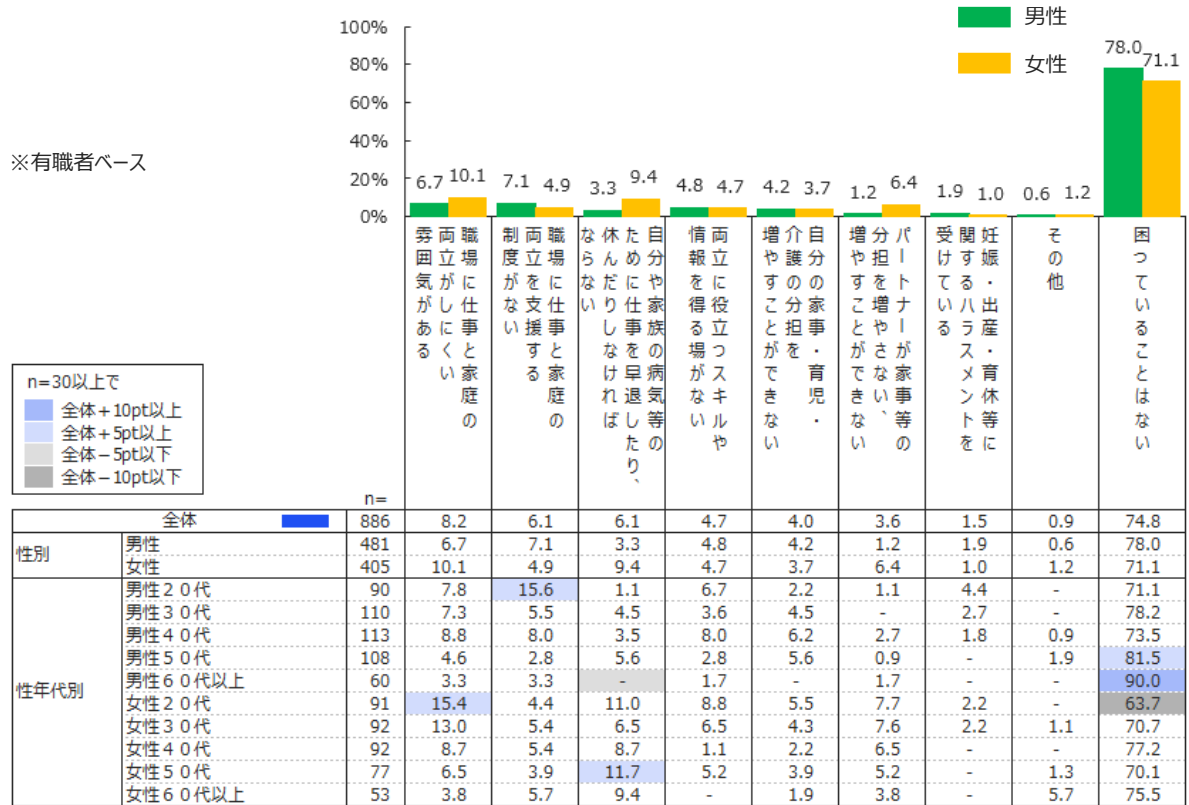 男性
女性
100%
80%
60%
40%
20%
0%
※有職者ベース
6.7 10.1 7.1 4.9 3.3 9.4 4.8 4.7 4.2 3.7 1.2 6.4 1.9 1.0 0.6 1.2 78.0 71.1
職場に仕事と家庭の
両立がしにくい
雰囲気がある
職場に仕事と家庭の
両立を支援する
制度がない
自分や家族の病気等の
ために仕事を早退したり、
休んだりしなければ
ならない
両立に役立つスキルや
情報を得る場がない
自分の家事・育児・
介護の分担を
増やすことができない
パートナーが家事等の
分担を増やさない、
増やすことができない
妊娠・出産・育休等に
関するハラスメントを
受けている
その他
困っていることはない
n=30以上で
全体+10pt以上
全体+5pt以上
全体-5pt以下
全体-10pt以下
n=
全体 886 8.2 6.1 6.1 4.7 4.0 3.6 1.5 0.9 74.8
性別
男性 481 6.7 7.1 3.3 4.8 4.2 1.2 1.9 0.6 78.0
女性 405 10.1 4.9 9.4 4.7 3.7 6.4 1.0 1.2 71.1
性年代別
男性20代 90 7.8 15.6 1.1 6.7 2.2 1.1 4.4 - 71.1
男性30代 110 7.3 5.5 4.5 3.6 4.5 - 2.7 - 78.2
男性40代 113 8.8 8.0 3.5 8.0 6.2 2.7 1.8 0.9 73.5
男性50代 108 4.6 2.8 5.6 2.8 5.6 0.9 - 1.9 81.5
男性60代以上 60 3.3 3.3 - 1.7 - 1.7 - - 90.0
女性20代 91 15.4 4.4 11.0 8.8 5.5 7.7 2.2 - 63.7
女性30代 92 13.0 5.4 6.5 6.5 4.3 7.6 2.2 1.1 70.7
女性40代 92 8.7 5.4 8.7 1.1 2.2 6.5 - - 77.2
女性50代 77 6.5 3.9 11.7 5.2 3.9 5.2 - 1.3 70.1
女性60代以上 53 3.8 5.7 9.4 - 1.9 3.8 - 5.7 75.5